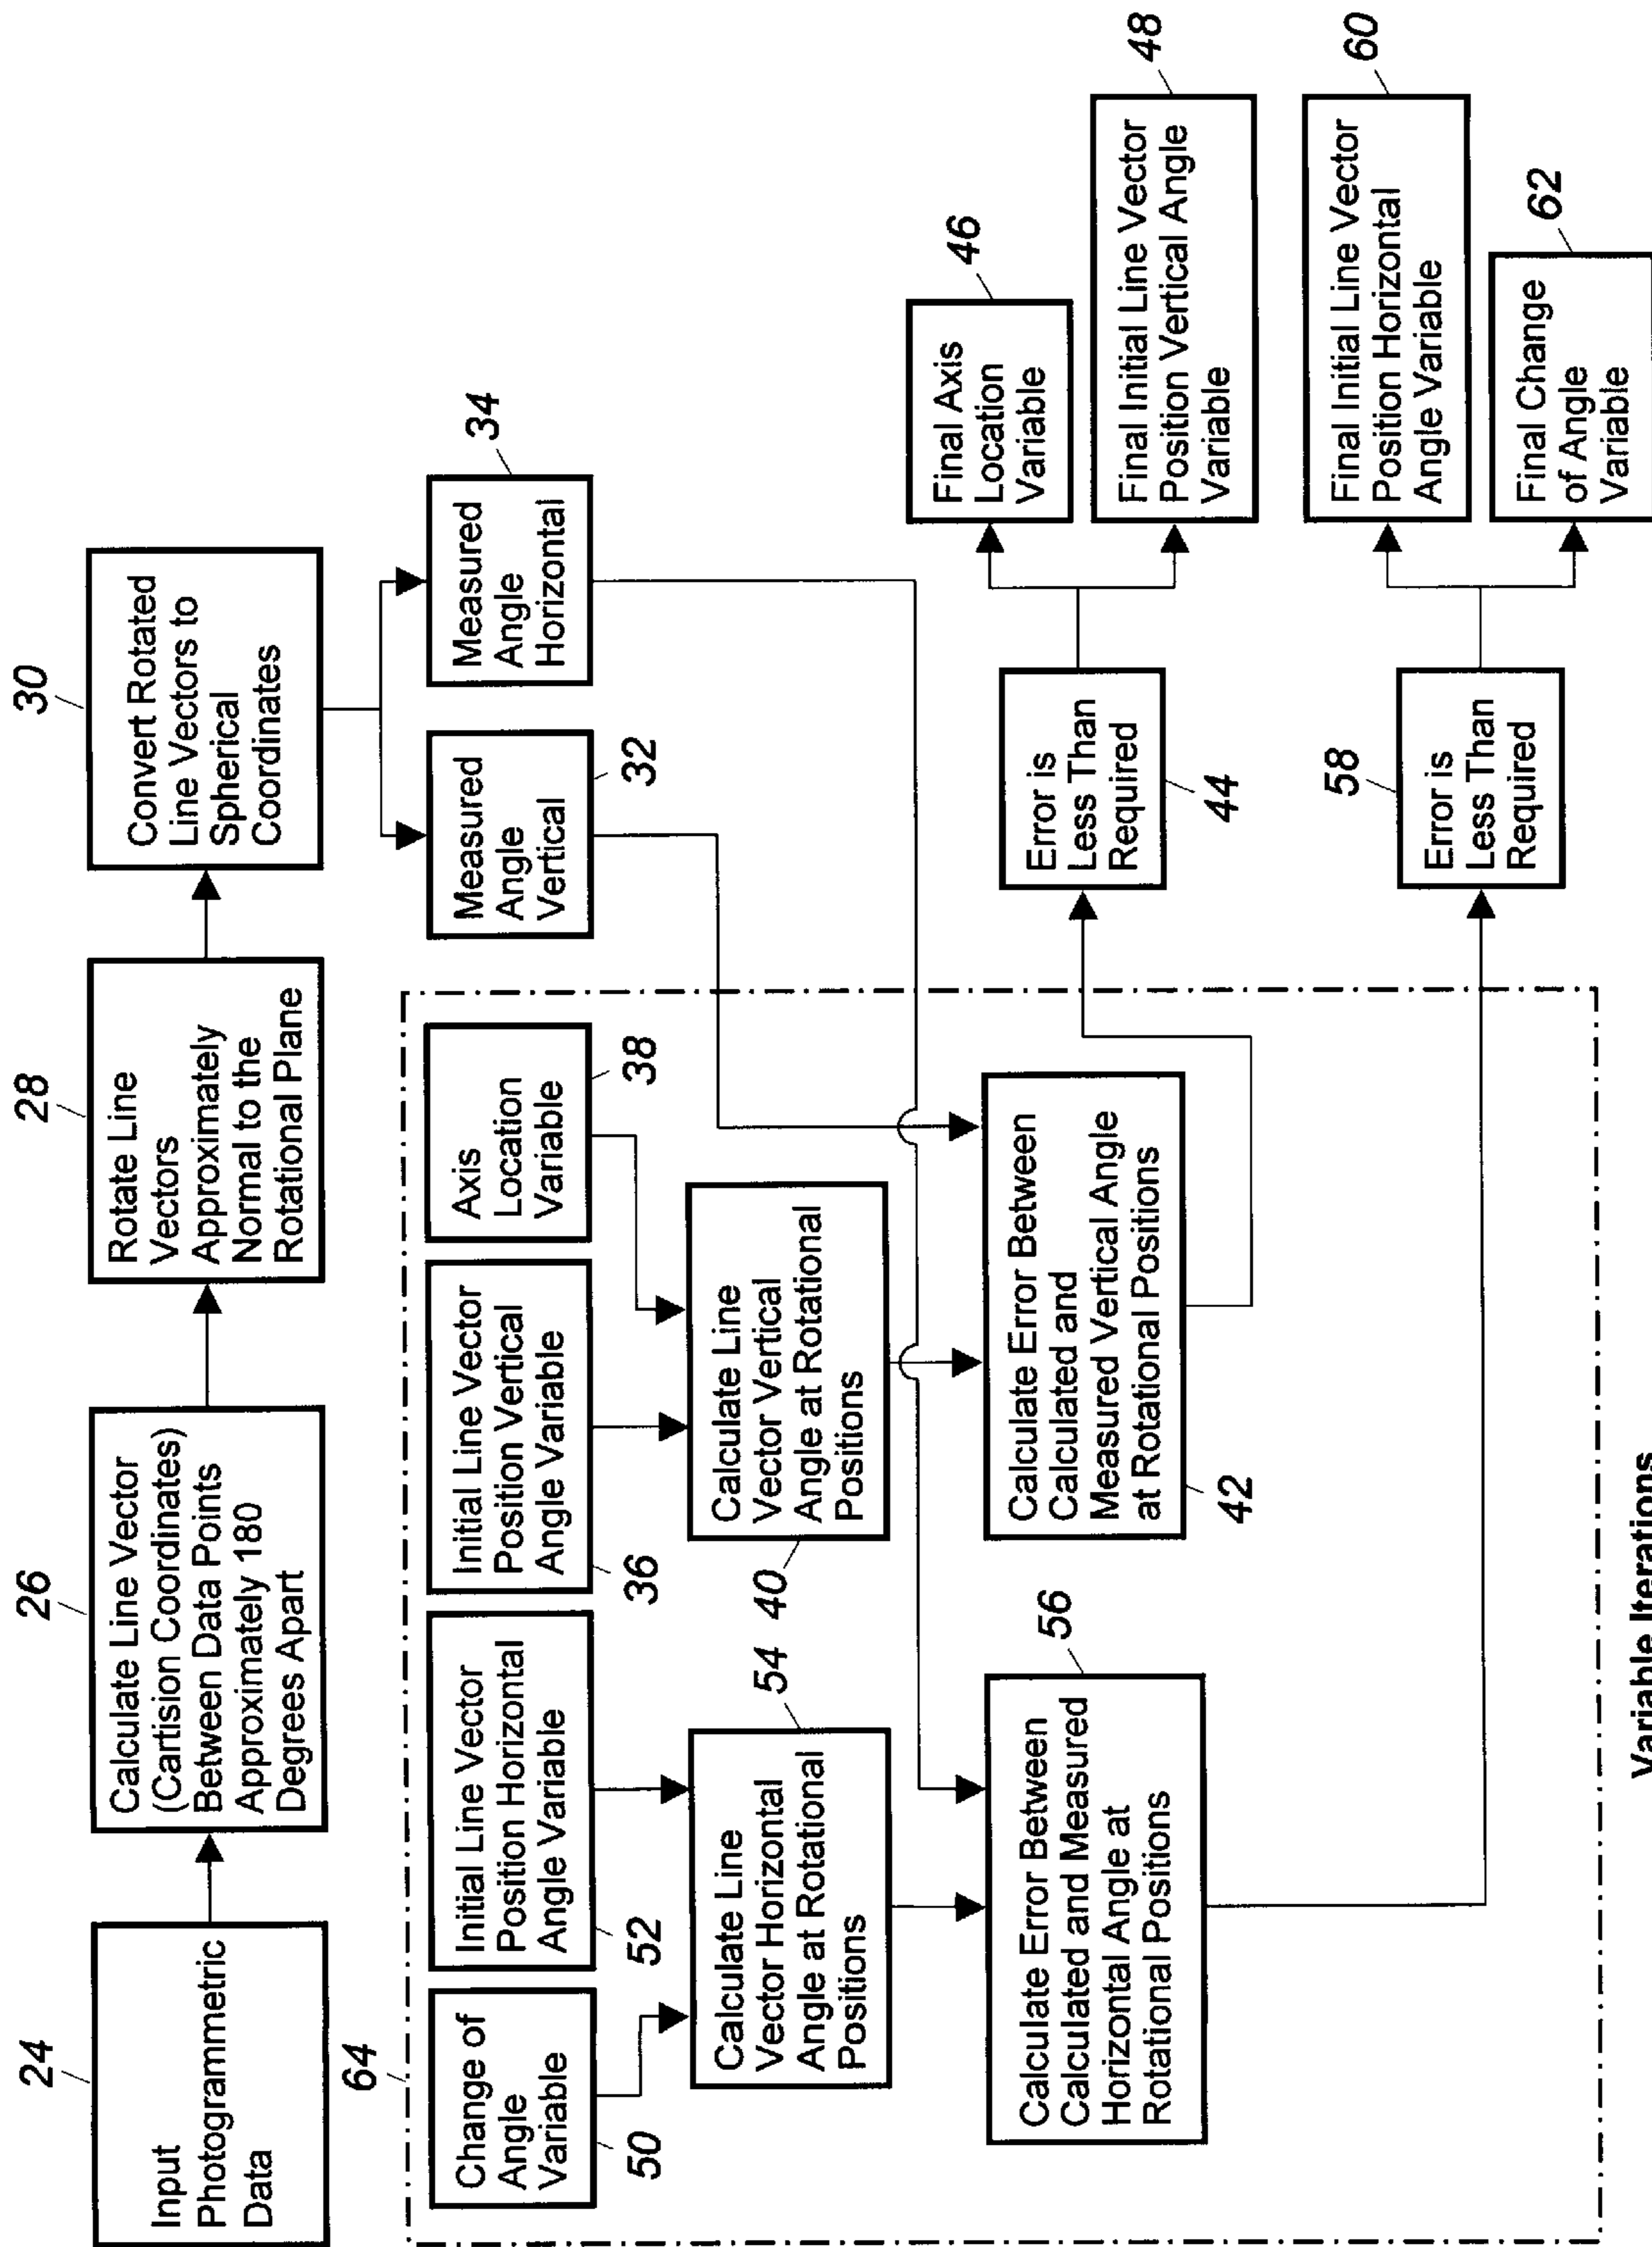 24
Input
Photogrammetric
Data
26
Calculate Line Vector
(Cartision Coordinates)
Between Data Points
Approximately 180
Degrees Apart
28
Rotate Line
Vectors
Approximately
Normal to the
Rotational Plane
30
Convert Rotated
Line Vectors to
Spherical
Coordinates
64
Change of
Angle
Variable
50
Initial Line Vector
Position Horizontal
Angle Variable
52
Initial Line Vector
Position Vertical
Angle Variable
36
Axis
Location
Variable
38
Measured
Angle
Vertical
32
Measured
Angle
Horizontal
34
Calculate Line
Vector Horizontal
Angle at Rotational
Positions
54
Calculate Line
Vector Vertical
Angle at Rotational
Positions
40
Calculate Error Between
Calculated and Measured
Horizontal Angle at
Rotational Positions
56
Calculate Error Between
Calculated and
Measured Vertical Angle
at Rotational Positions
42
Error is
Less Than
Required
44
Final Axis
Location
Variable
46
Final Initial Line Vector
Position Vertical Angle
Variable
48
Error is
Less Than
Required
58
Final Initial Line Vector
Position Horizontal
Angle Variable
60
Final Change
of Angle
Variable
62
Variable Iterations